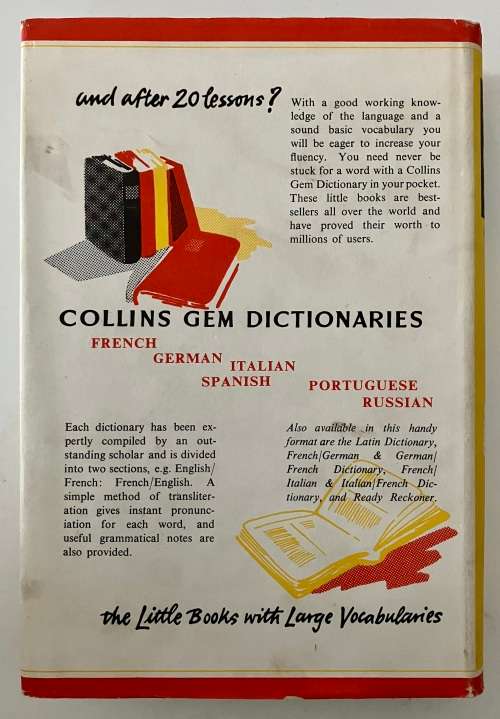 and after 20 lessons?
With a good working know-
ledge of the language and a
sound basic vocabulary you
will be eager to increase your
fluency. You need never be
stuck for a word with a Collins
Gem Dictionary in your pocket.
These little books are best-
sellers all over the world and
have proved their worth to
millions of users.
COLLINS GEM DICTIONARIES
FRENCH
GERMAN
ITALIAN
SPANISH
PORTUGUESE
RUSSIAN
Each dictionary has been ex-
pertly compiled by an out-
standing scholar and is divided
into two sections, e.g. English/
French: French/English. A
simple method of transliter-
ation gives instant pronunc-
iation for each word, and
useful grammatical notes are
also provided.
Also available in this handy
format are the Latin Dictionary,
French/German & German/
French Dictionary; French/
Italian & Italian/French Dic-
tionary, and Ready Reckoner.
the Little Books with Large Vocabularies